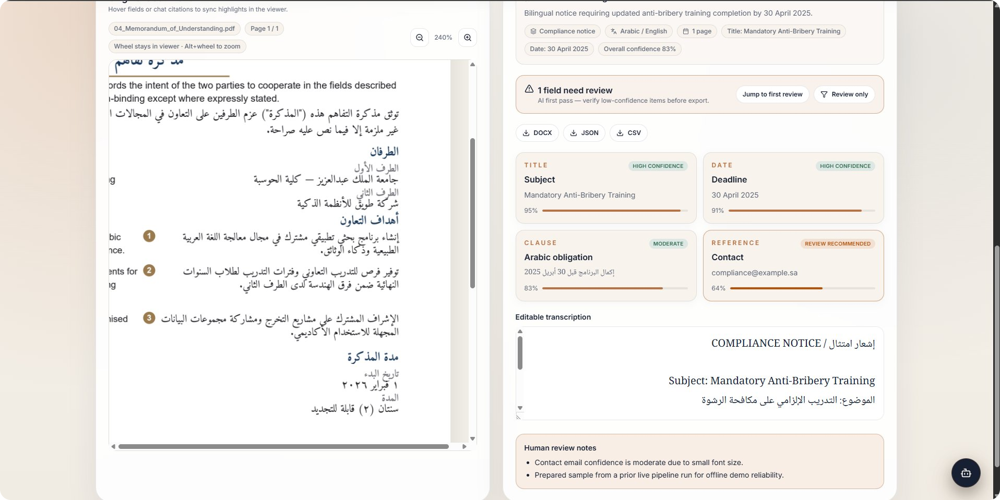 Hover fields or chat citations to sync highlights in the viewer.
04_Memorandum_of_Understanding.pdf
Page 1 / 1
Wheel stays in viewer · Alt+wheel to zoom
240%
مذكرة تفاهم
ords the intent of the two parties to cooperate in the fields described
-binding except where expressly stated.
توثق مذكرة التفاهم هذه ("المذكرة") عزم الطرفين على التعاون في المجالات
غير ملزمة إلا فيما نص عليه صراحة.
الطرفان
الطرف الأول
جامعة الملك عبدالعزيز — كلية الحوسبة
ng
الطرف الثاني
شركة طويق للأنظمة الذكية
أهداف التعاون
إنشاء برنامج بحثي تطبيقي مشترك في مجال معالجة اللغة العربية
1
bic
الطبيعية وذكاء الوثائق.
nce.
توفير فرص للتدريب التعاوني وفترات التدريب لطلاب السنوات
2
ents for
النهائية ضمن فرق الهندسة لدى الطرف الثاني.
ng
الإشراف المشترك على مشاريع التخرج ومشاركة مجموعات البيانات
3
nised
المجهلة للاستخدام الأكاديمي.
مدة المذكرة
تاريخ البدء
١ فبراير ٢٠٢٦
المدة
سنتان (٢) قابلة للتجديد
Bilingual notice requiring updated anti-bribery training completion by 30 April 2025.
Compliance notice
Arabic / English
1 page
Title: Mandatory Anti-Bribery Training
Date: 30 April 2025
Overall confidence 83%
1 field need review
AI first pass — verify low-confidence items before export.
Jump to first review
Review only
DOCX
JSON
CSV
TITLE
HIGH CONFIDENCE
Subject
Mandatory Anti-Bribery Training
95%
DATE
HIGH CONFIDENCE
Deadline
30 April 2025
91%
CLAUSE
MODERATE
Arabic obligation
إكمال البرنامج قبل 30 أبريل 2025
83%
REFERENCE
REVIEW RECOMMENDED
Contact
compliance@example.sa
64%
Editable transcription
إشعار امتثال / COMPLIANCE NOTICE
Subject: Mandatory Anti-Bribery Training
الموضوع: التدريب الإلزامي على مكافحة الرشوة
Human review notes
• Contact email confidence is moderate due to small font size.
• Prepared sample from a prior live pipeline run for offline demo reliability.